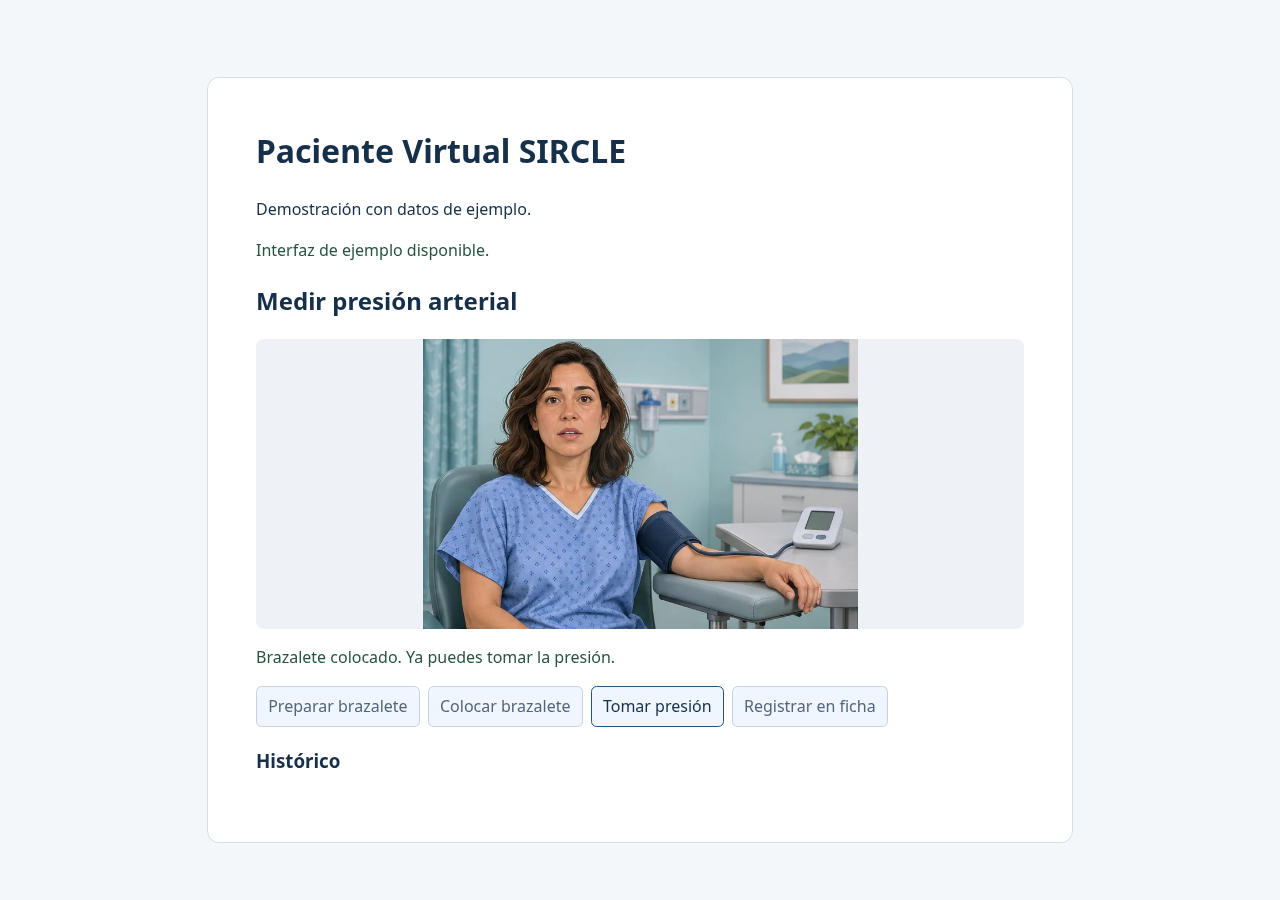 Paciente Virtual SIRCLE
Demostración con datos de ejemplo.
Interfaz de ejemplo disponible.
Medir presión arterial
Brazalete colocado. Ya puedes tomar la presión.
Preparar brazalete
Colocar brazalete
Tomar presión
Registrar en ficha
Histórico